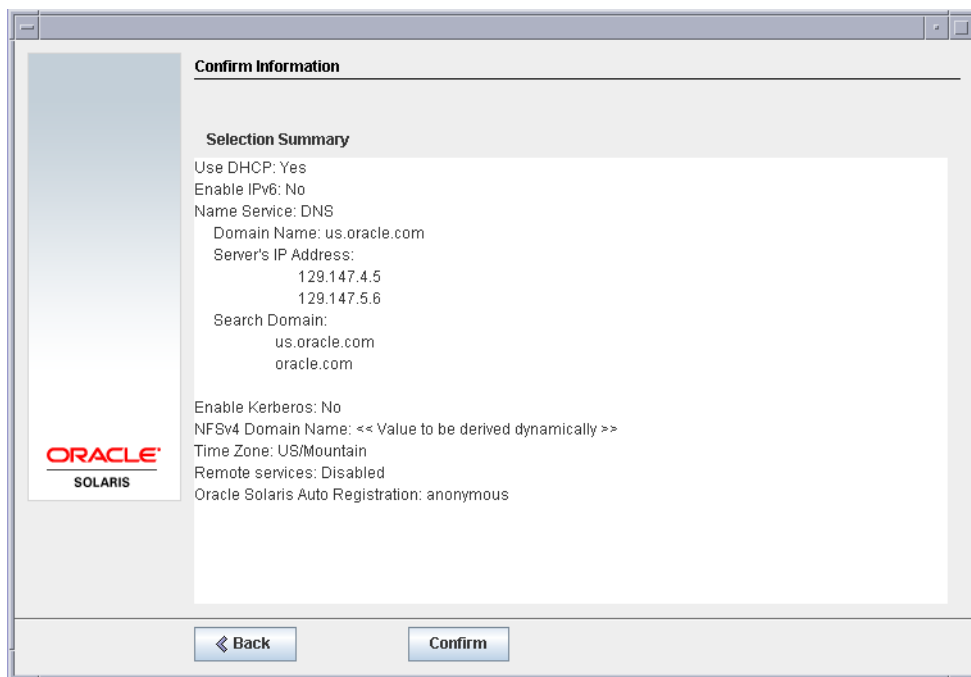 Confirm Information
Selection Summary
Use DHCP: Yes
Enable IPv6: No
Name Service: DNS
Domain Name: us.oracle.com
Server's IP Address:
129.147.4.5
129.147.5.6
Search Domain:
us.oracle.com
oracle.com
Enable Kerberos: No
NFSv4 Domain Name: << Value to be derived dynamically >>
Time Zone: US/Mountain
Remote services: Disabled
Oracle Solaris Auto Registration: anonymous
ORACLE
SOLARIS
Back
Confirm